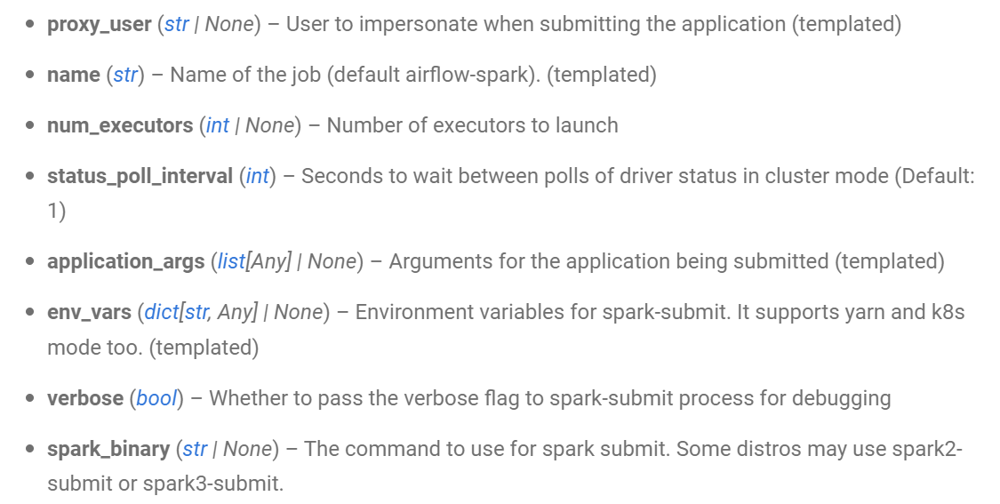 • proxy_user (str | None) – User to impersonate when submitting the application (templated)
• name (str) – Name of the job (default airflow-spark). (templated)
• num_executors (int | None) – Number of executors to launch
• status_poll_interval (int) – Seconds to wait between polls of driver status in cluster mode (Default:
1)
• application_args (list[Any] | None) – Arguments for the application being submitted (templated)
• env_vars (dict[str, Any] | None) – Environment variables for spark-submit. It supports yarn and k8s
mode too. (templated)
• verbose (bool) – Whether to pass the verbose flag to spark-submit process for debugging
• spark_binary (str | None) – The command to use for spark submit. Some distros may use spark2-
submit or spark3-submit.